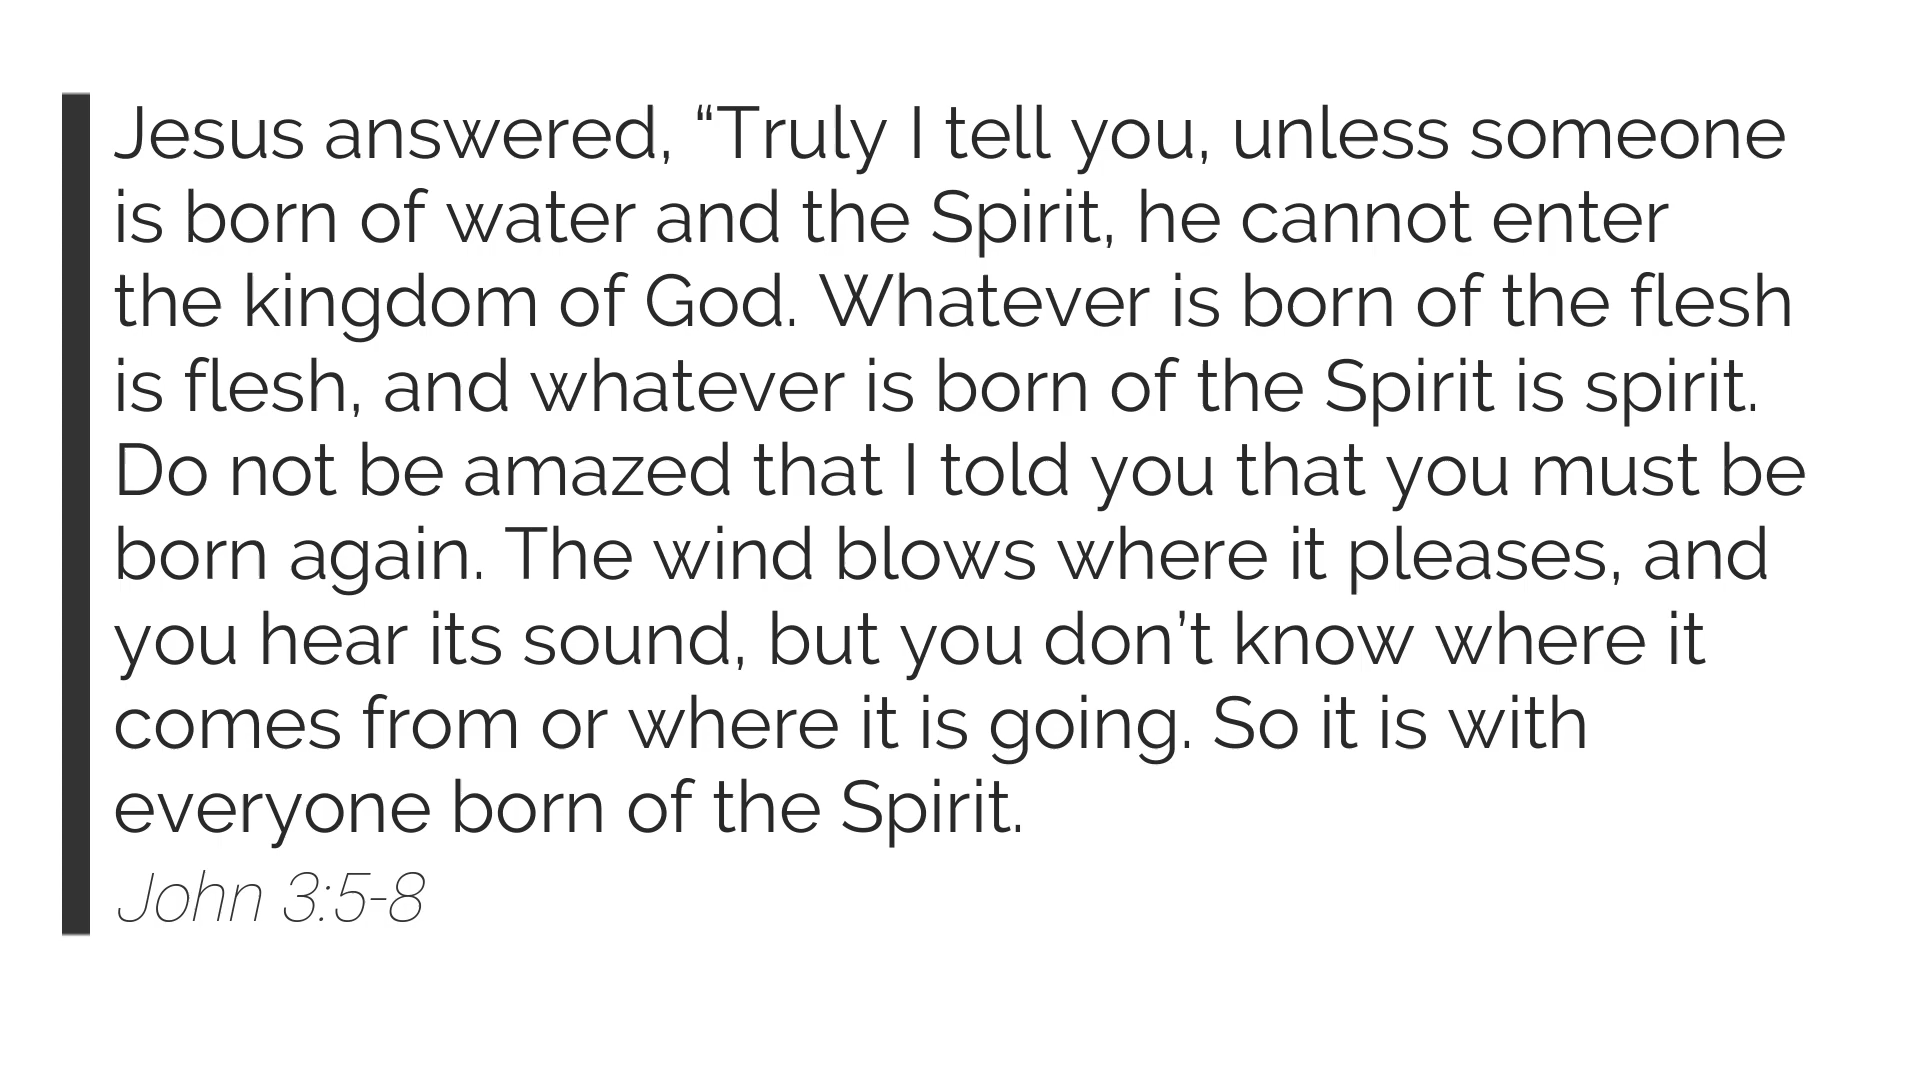 Jesus answered, “Truly I tell you, unless someone
is born of water and the Spirit, he cannot enter
the kingdom of God. Whatever is born of the flesh
is flesh, and whatever is born of the Spirit is spirit.
Do not be amazed that I told you that you must be
born again. The wind blows where it pleases, and
you hear its sound, but you don’t know where it
comes from or where it is going. So it is with
everyone born of the Spirit.
John 3:5-8